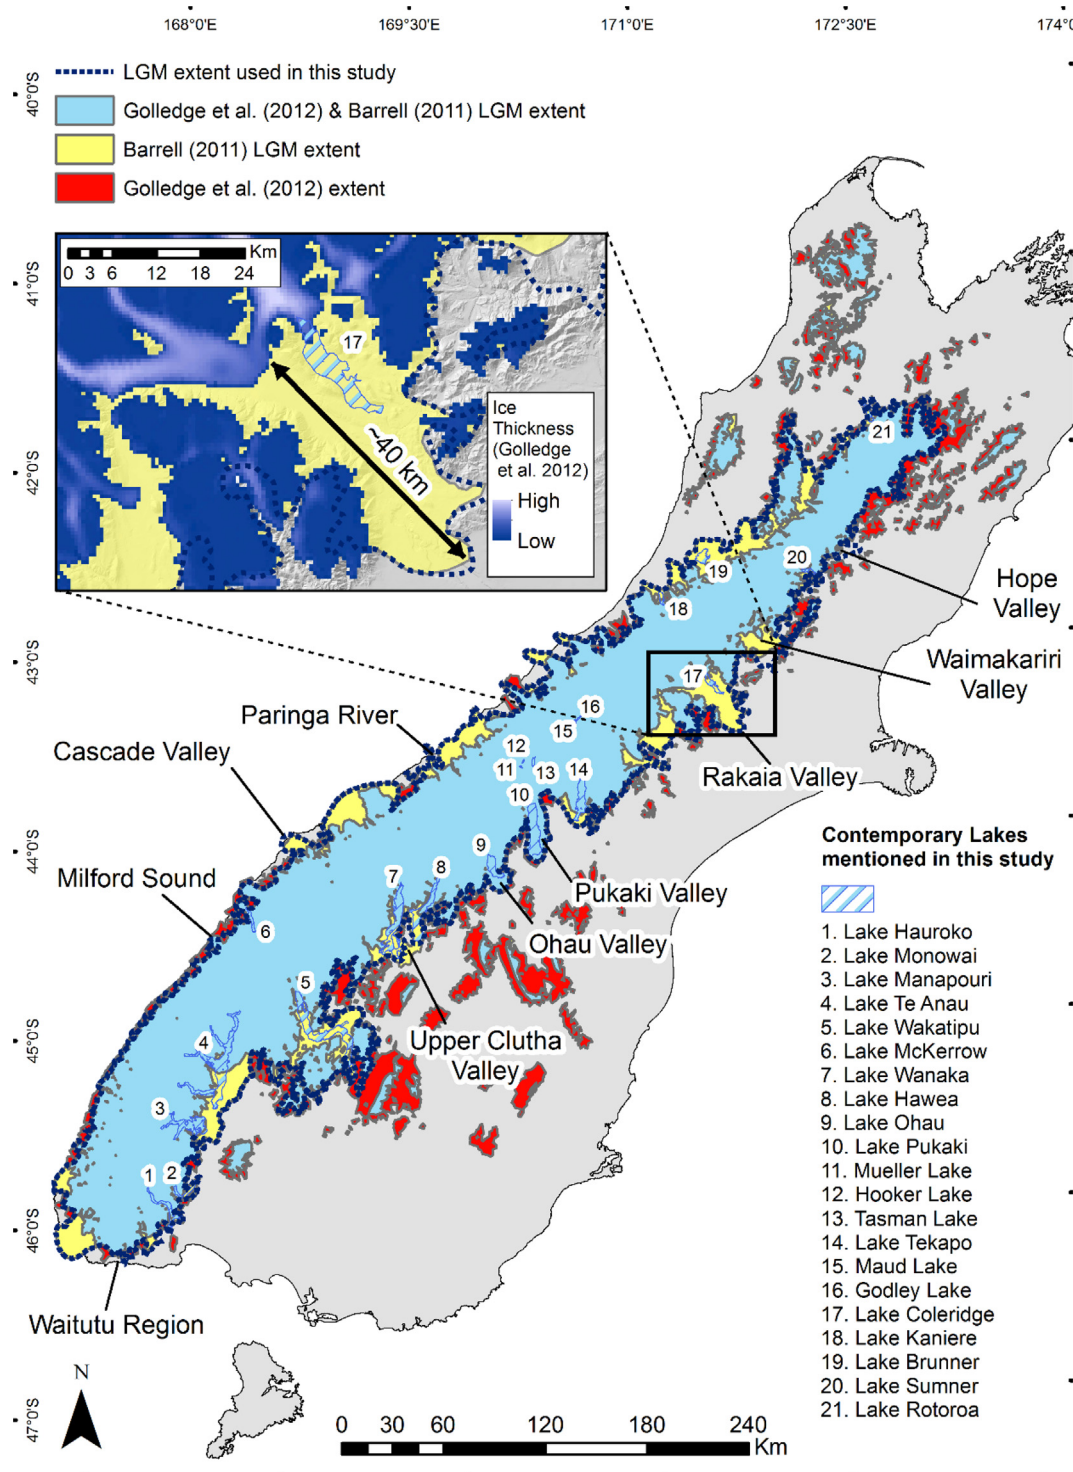 168°0'E
169°30'E
171°0'E
172°30'E
174°0
40°0'S
41°0'S
42°0'S
43°0'S
44°0'S
45°0'S
46°0'S
47°0'S
LGM extent used in this study
Golledge et al. (2012) & Barrell (2011) LGM extent
Barrell (2011) LGM extent
Golledge et al. (2012) extent
Km
0 3 6 12 18 24
17
~40 km
Ice
Thickness
(Golledge
et al. 2012)
High
Low
21
20
19
18
17
16
15
12
11
13
14
10
9
8
7
6
5
4
3
2
1
Hope
Valley
Waimakariri
Valley
Rakaia Valley
Paringa River
Cascade Valley
Milford Sound
Pukaki Valley
Ohau Valley
Upper Clutha
Valley
Waitutu Region
Contemporary Lakes
mentioned in this study
1. Lake Hauroko
2. Lake Monowai
3. Lake Manapouri
4. Lake Te Anau
5. Lake Wakatipu
6. Lake McKerrow
7. Lake Wanaka
8. Lake Hawea
9. Lake Ohau
10. Lake Pukaki
11. Mueller Lake
12. Hooker Lake
13. Tasman Lake
14. Lake Tekapo
15. Maud Lake
16. Godley Lake
17. Lake Coleridge
18. Lake Kaniere
19. Lake Brunner
20. Lake Sumner
21. Lake Rotoroa
N
0 30 60 120 180 240
Km